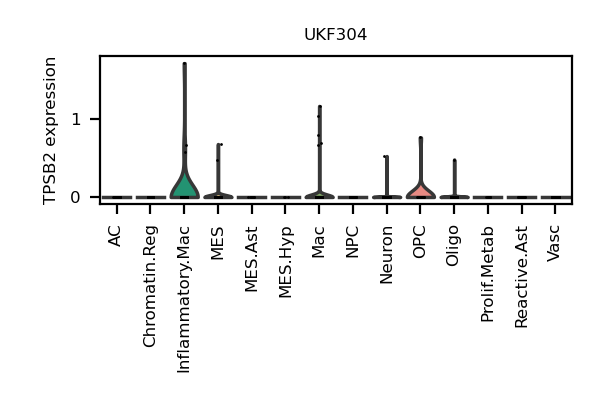 UKF304
TPSB2 expression
1
0
AC
Chromatin.Reg
Inflammatory.Mac
MES
MES.Ast
MES.Hyp
Mac
NPC
Neuron
OPC
Oligo
Prolif.Metab
Reactive.Ast
Vasc